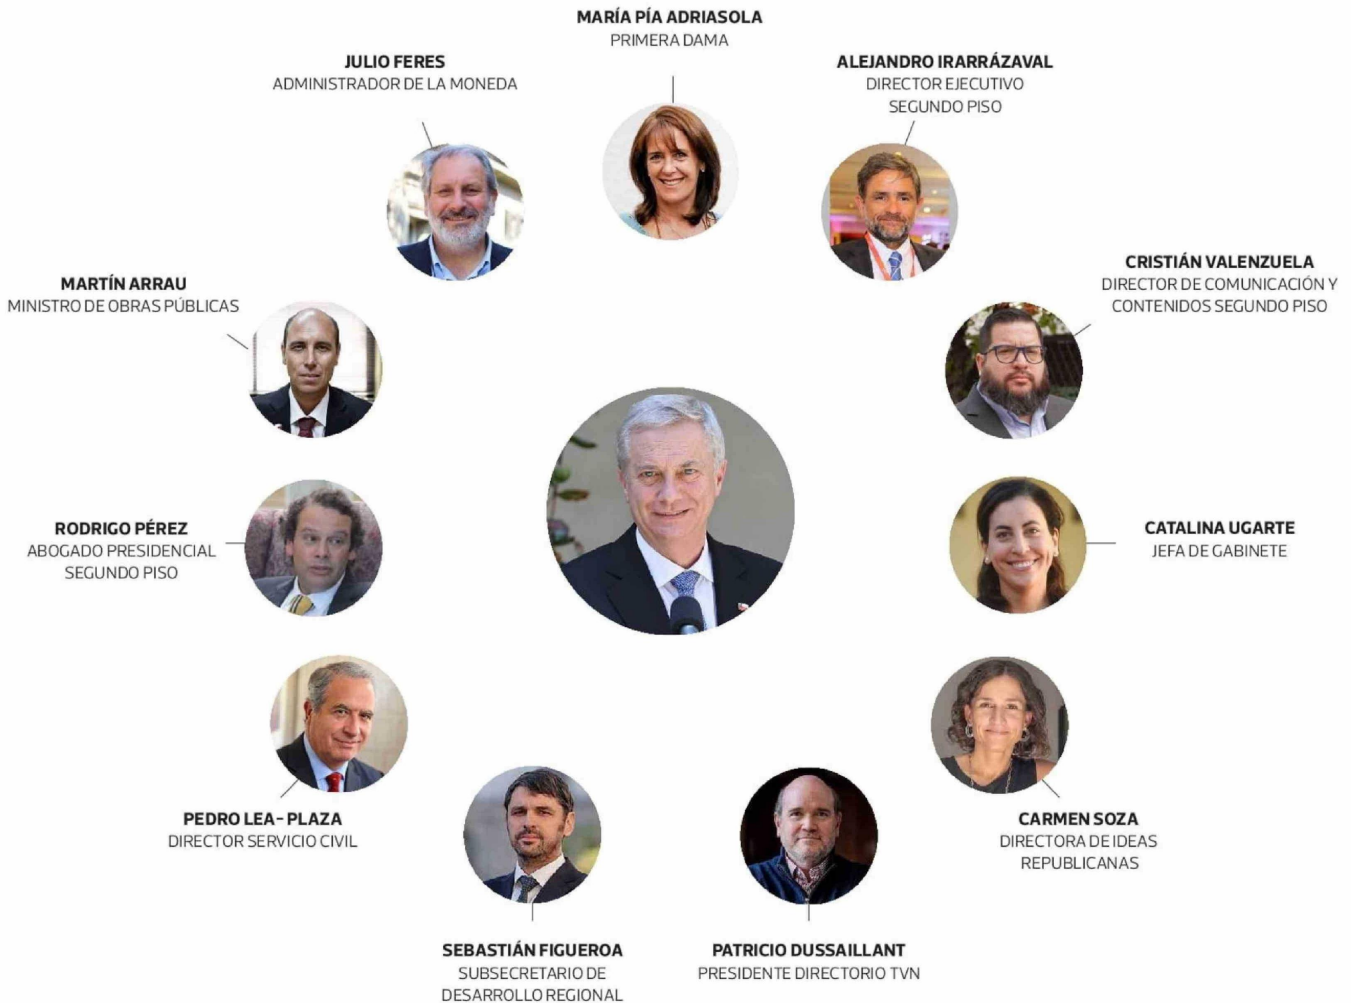 MARÍA PÍA ADRIASOLA
PRIMERA DAMA
JULIO FERES
ADMINISTRADOR DE LA MONEDA
ALEJANDRO IRARRÁZAVAL
DIRECTOR EJECUTIVO
SEGUNDO PISO
CRISTIÁN VALENZUELA
DIRECTOR DE COMUNICACIÓN Y
CONTENIDOS SEGUNDO PISO
MARTÍN ARRAU
MINISTRO DE OBRAS PÚBLICAS
RODRIGO PÉREZ
ABOGADO PRESIDENCIAL
SEGUNDO PISO
CATALINA UGARTE
JEFA DE GABINETE
PEDRO LEA- PLAZA
DIRECTOR SERVICIO CIVIL
CARMEN SOZA
DIRECTORA DE IDEAS
REPUBLICANAS
SEBASTIÁN FIGUEROA
SUBSECRETARIO DE
DESARROLLO REGIONAL
PATRICIO DUSSAILLANT
PRESIDENTE DIRECTORIO TVN